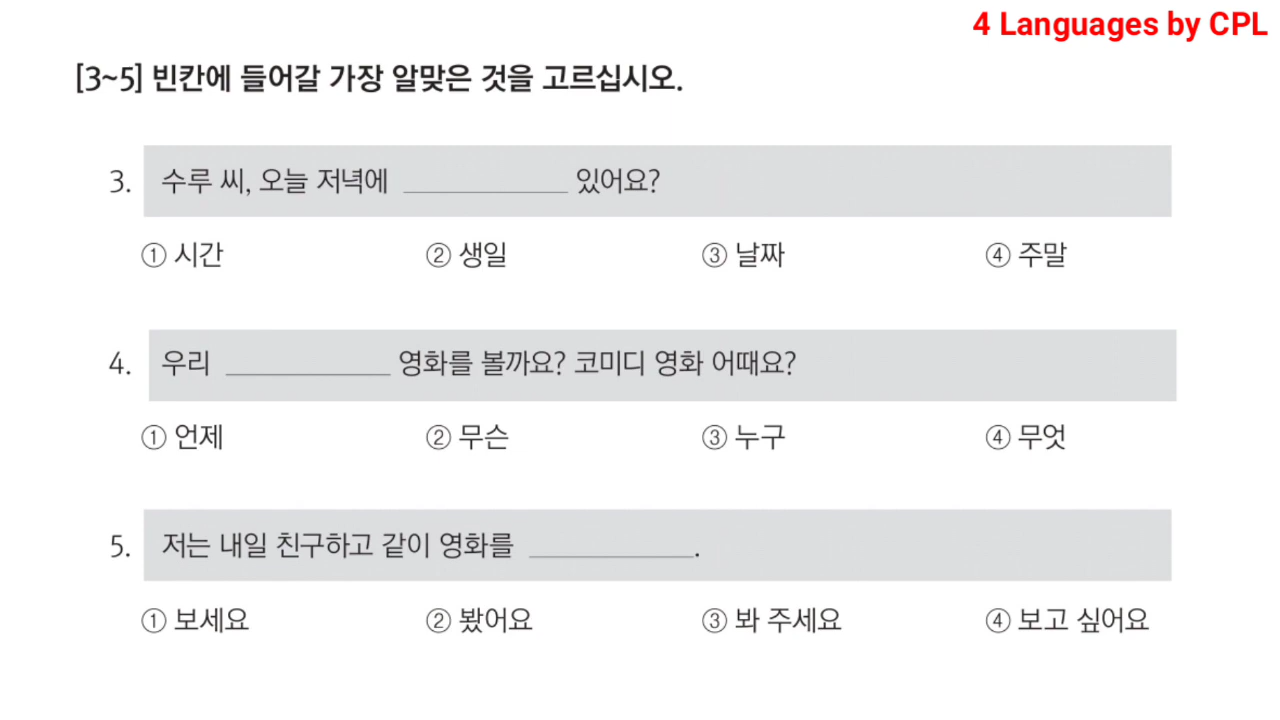 4 Languages by CPL
[3~5] 빈칸에 들어갈 가장 알맞은 것을 고르십시오.
3. 수루 씨, 오늘 저녁에 __________ 있어요?
① 시간 ② 생일 ③ 날짜 ④ 주말
4. 우리 __________ 영화를 볼까요? 코미디 영화 어때요?
① 언제 ② 무슨 ③ 누구 ④ 무엇
5. 저는 내일 친구하고 같이 영화를 __________.
① 보세요 ② 봤어요 ③ 봐 주세요 ④ 보고 싶어요